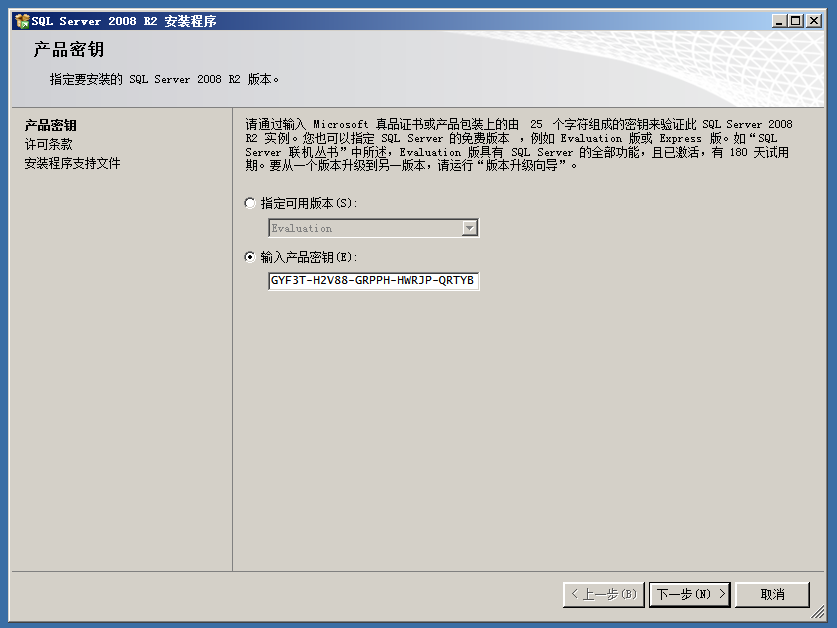 SQL Server 2008 R2 安装程序
产品密钥
指定要安装的 SQL Server 2008 R2 版本。
产品密钥
许可条款
安装程序支持文件
请通过输入 Microsoft 真品证书或产品包装上的由 25 个字符组成的密钥来验证此 SQL Server 2008
R2 实例。您也可以指定 SQL Server 的免费版本 ，例如 Evaluation 版或 Express 版。如“SQL
Server 联机丛书”中所述，Evaluation 版具有 SQL Server 的全部功能，且已激活，有 180 天试用
期。要从一个版本升级到另一版本，请运行“版本升级向导”。
指定可用版本(S):
Evaluation
输入产品密钥(E):
GYF3T-H2V88-GRPPH-HWRJP-QRTYB
< 上一步(B)
下一步(N) >
取消